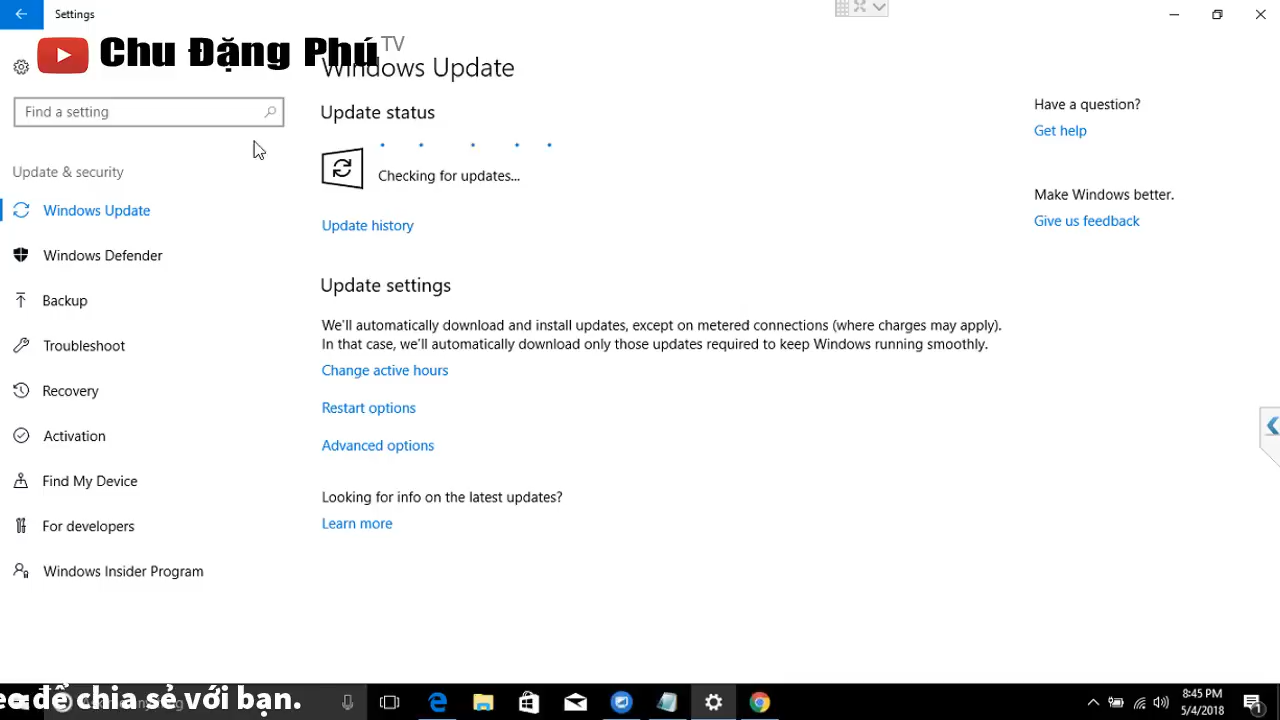 Settings
Chu Đặng Phú TV
Windows Update
Find a setting
Update & security
Windows Update
Windows Defender
Backup
Troubleshoot
Recovery
Activation
Find My Device
For developers
Windows Insider Program
Update status
Checking for updates...
Update history
Update settings
We'll automatically download and install updates, except on metered connections (where charges may apply).
In that case, we'll automatically download only those updates required to keep Windows running smoothly.
Change active hours
Restart options
Advanced options
Looking for info on the latest updates?
Learn more
Have a question?
Get help
Make Windows better.
Give us feedback
để chia sẻ với bạn.
8:45 PM
5/4/2018
1